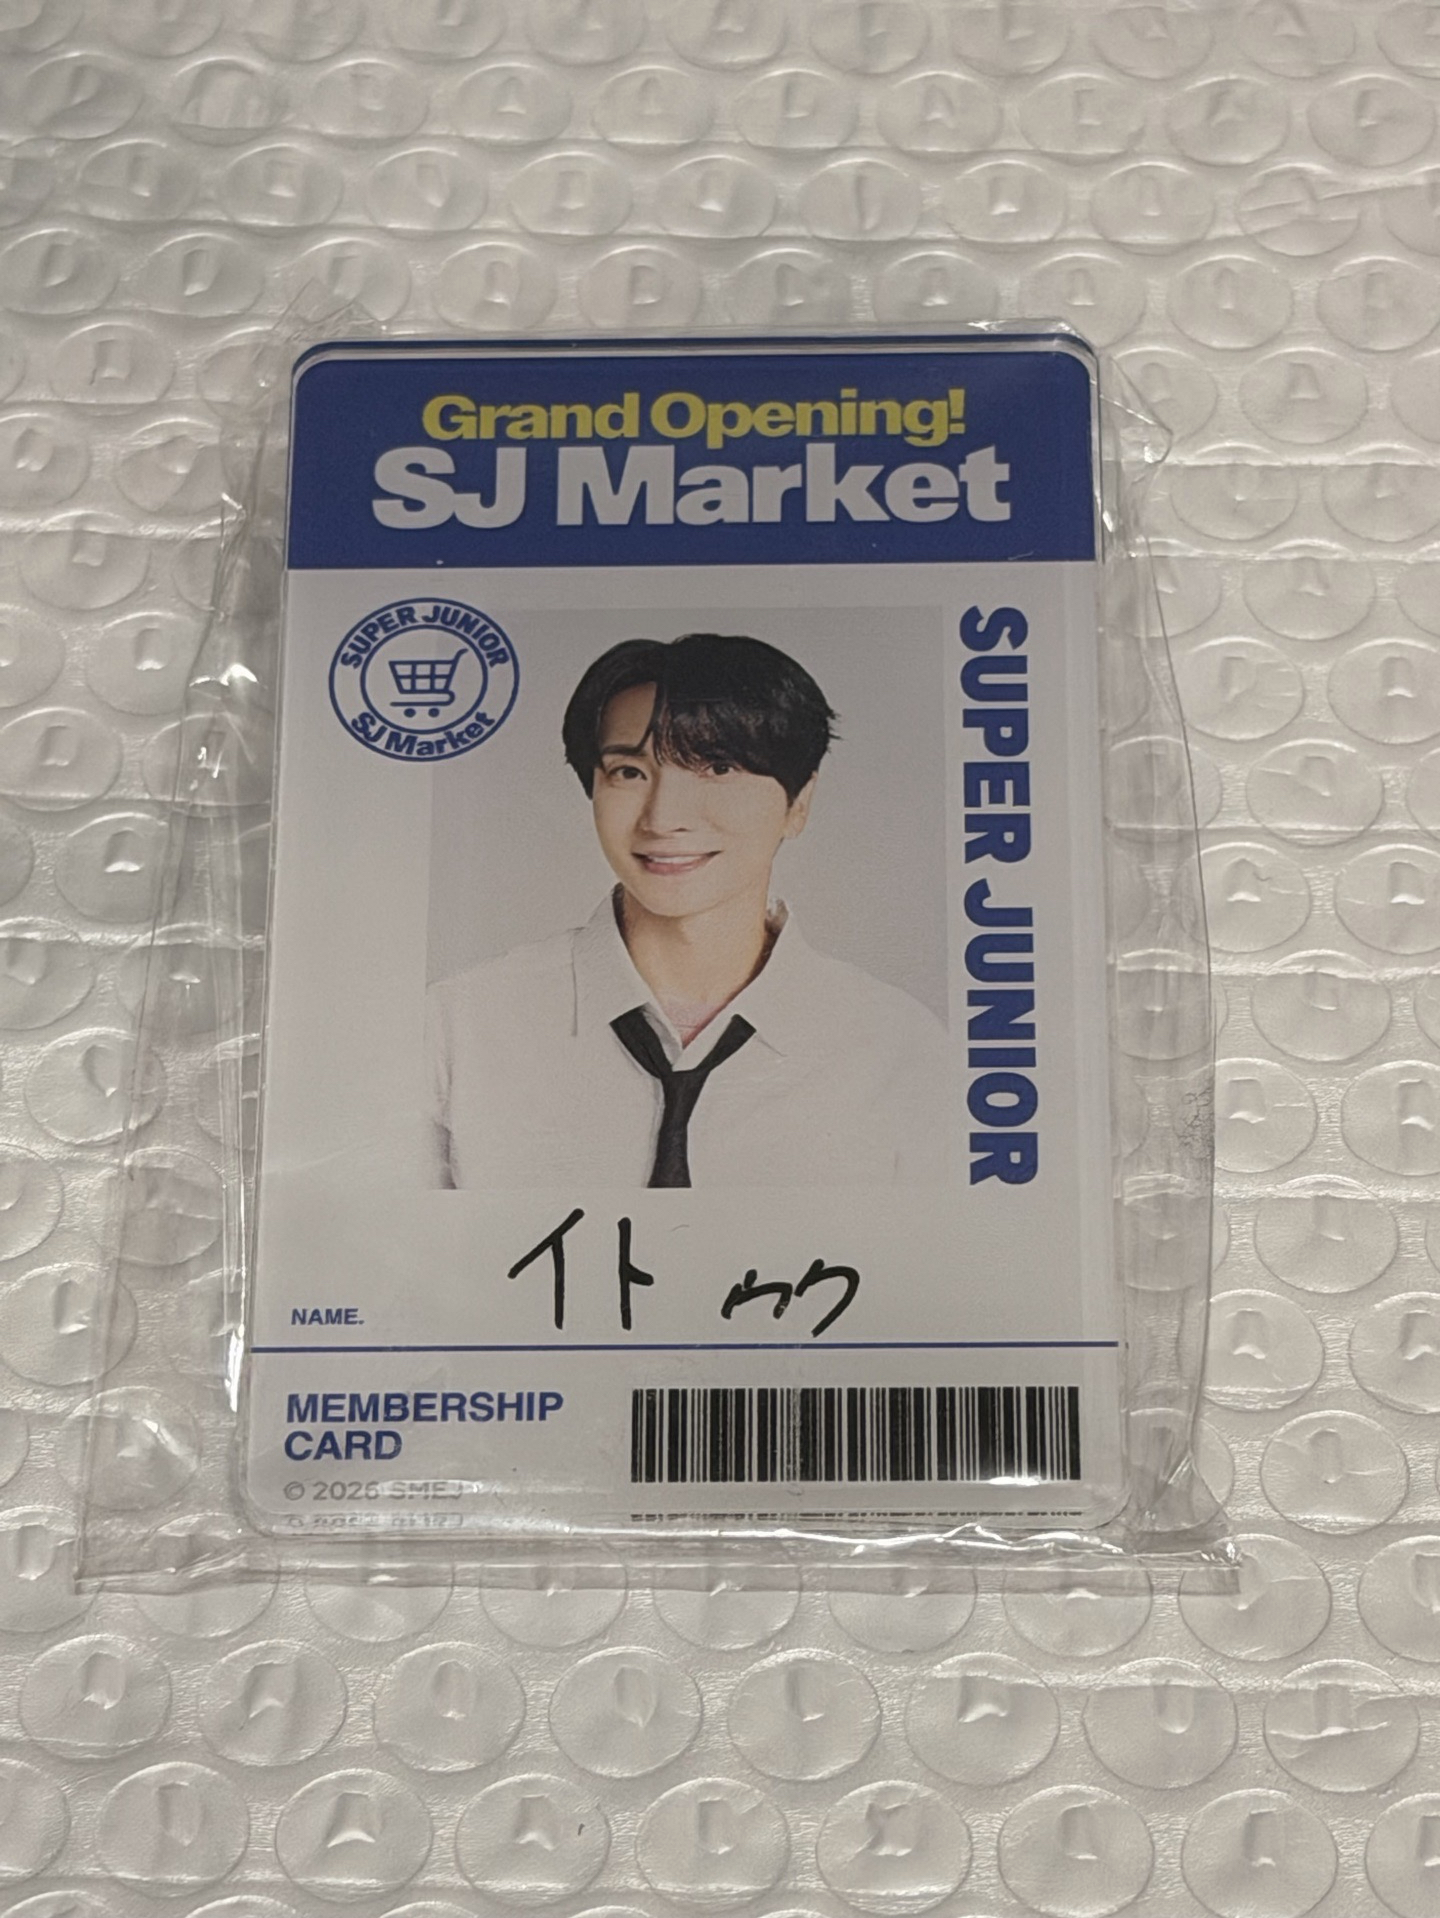 Grand Opening!
SJ Market
SUPER JUNIOR
SJ Market
SUPER JUNIOR
イトゥク
NAME.
MEMBERSHIP
CARD
© 2026 SMEJ